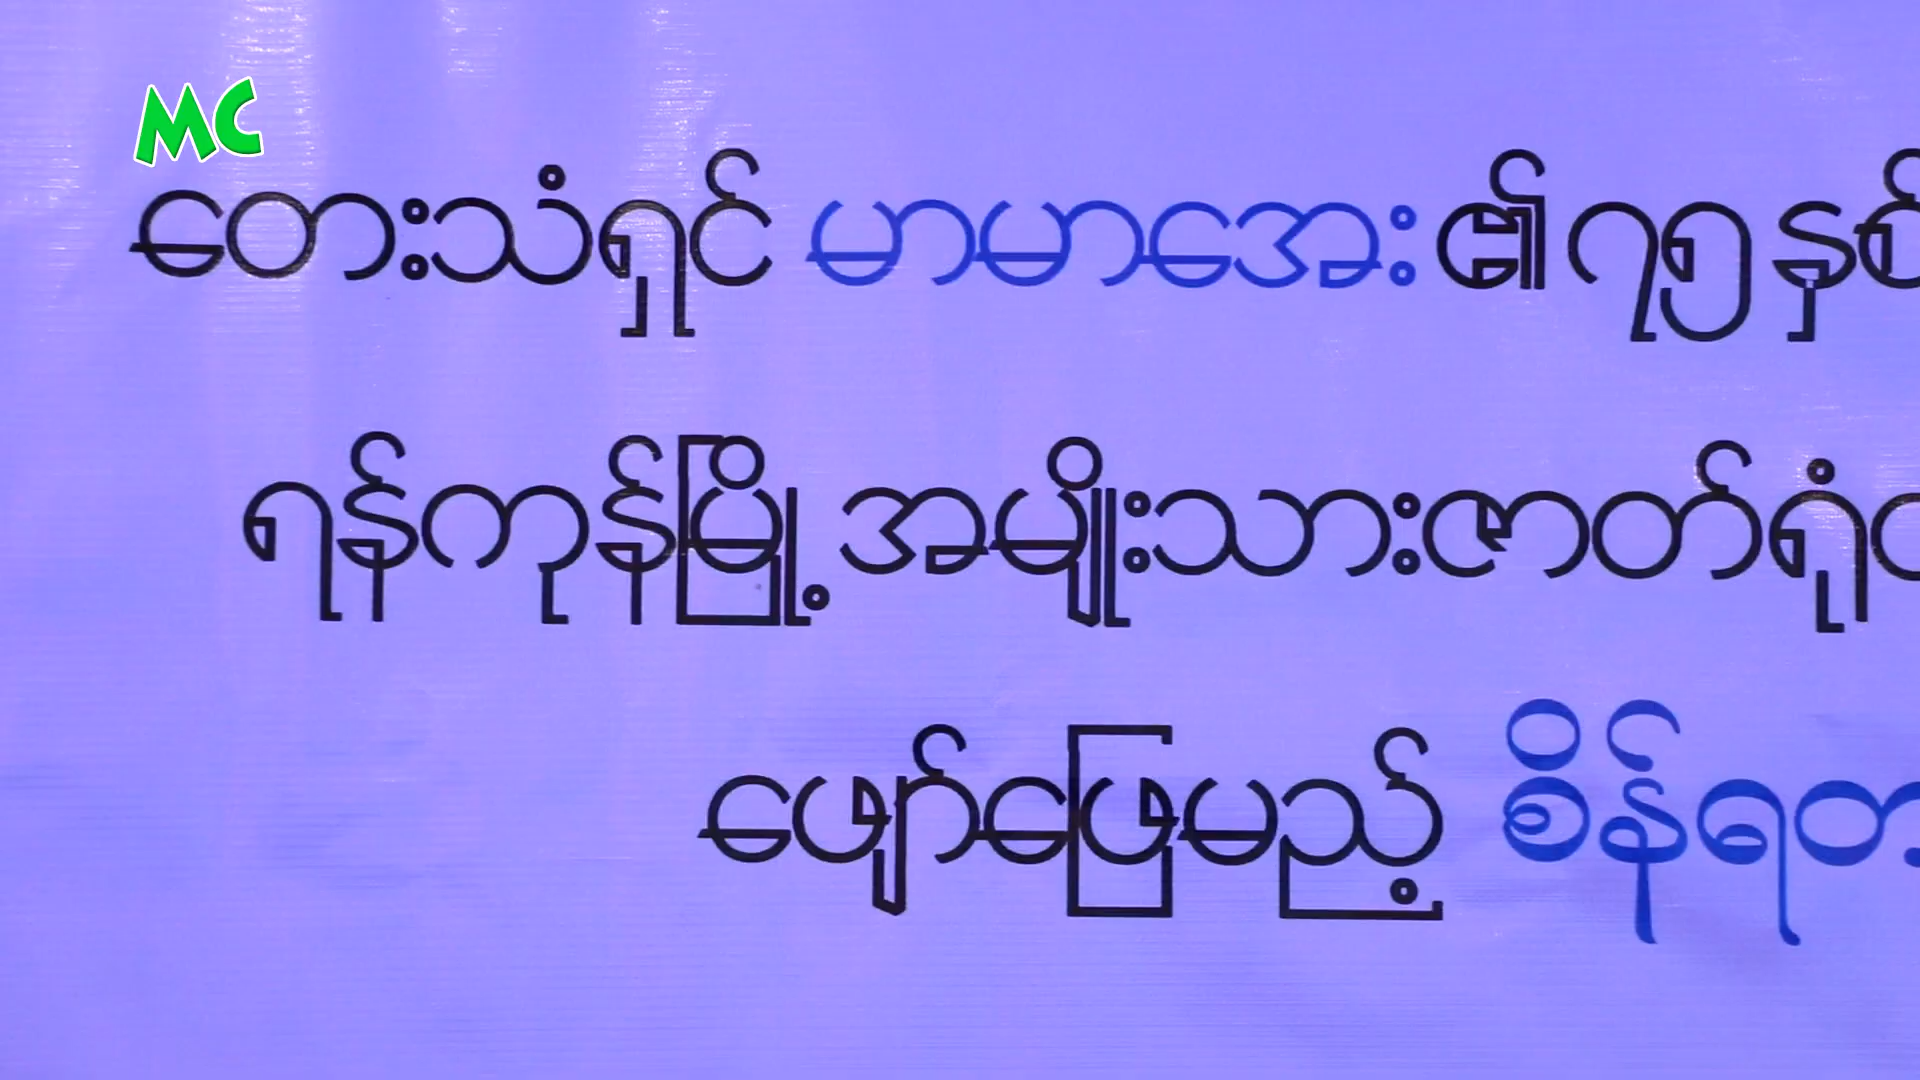 MC
တေးသံရှင် မာမာအေး ၏ ၇၅ နှစ်
ရန်ကုန်မြို့ အမျိုးသားဇာတ်ရုံ
ဖျော်ဖြေမည့် စိန်ရတ